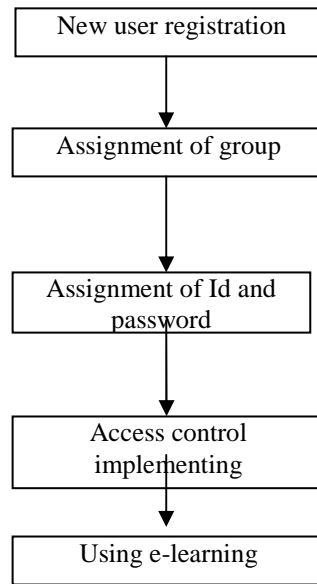 New user registration
Assignment of group
Assignment of Id and
password
Access control
implementing
Using e-learning